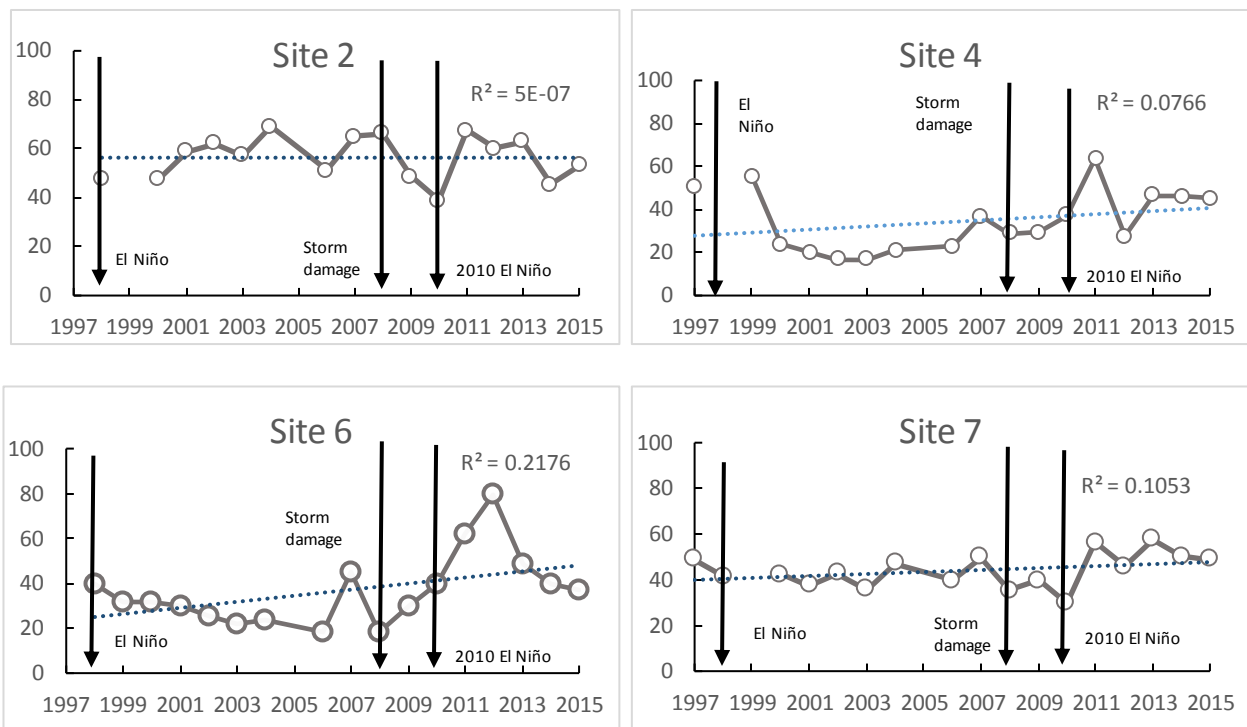 Site 2
100
80
60
40
20
0
R² = 5E-07
El Niño
Storm
damage
2010 El Niño
1997 1999 2001 2003 2005 2007 2009 2011 2013 2015
Site 4
100
80
60
40
20
0
El
Niño
Storm
damage
R² = 0.0766
2010 El Niño
1997 1999 2001 2003 2005 2007 2009 2011 2013 2015
Site 6
100
80
60
40
20
0
R² = 0.2176
Storm
damage
El Niño
2010 El Niño
1997 1999 2001 2003 2005 2007 2009 2011 2013 2015
Site 7
100
80
60
40
20
0
R² = 0.1053
El Niño
Storm
damage
2010 El Niño
1997 1999 2001 2003 2005 2007 2009 2011 2013 2015